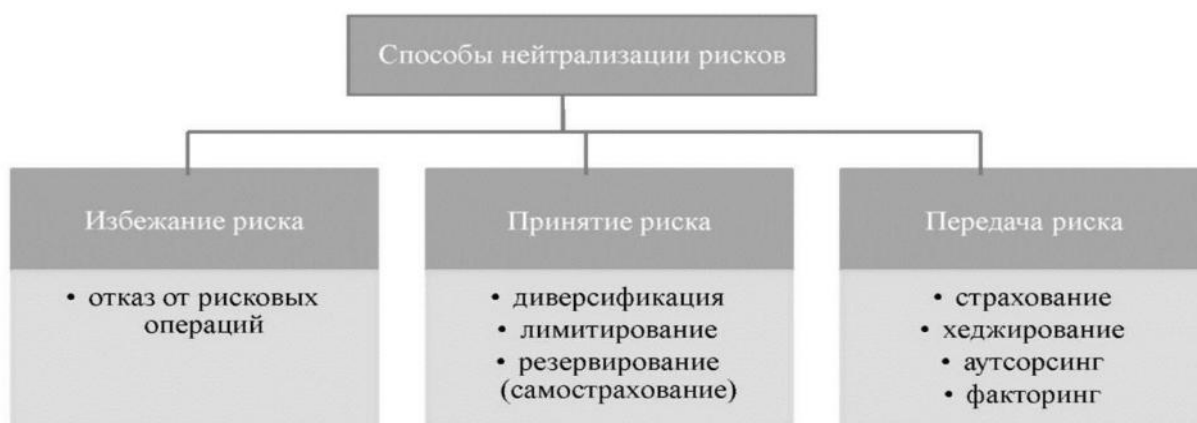 Способы нейтрализации рисков
Избежание риска
• отказ от рисковых
операций
Принятие риска
• диверсификация
• лимитирование
• резервирование
(самострахование)
Передача риска
• страхование
• хеджирование
• аутсорсинг
• факторинг